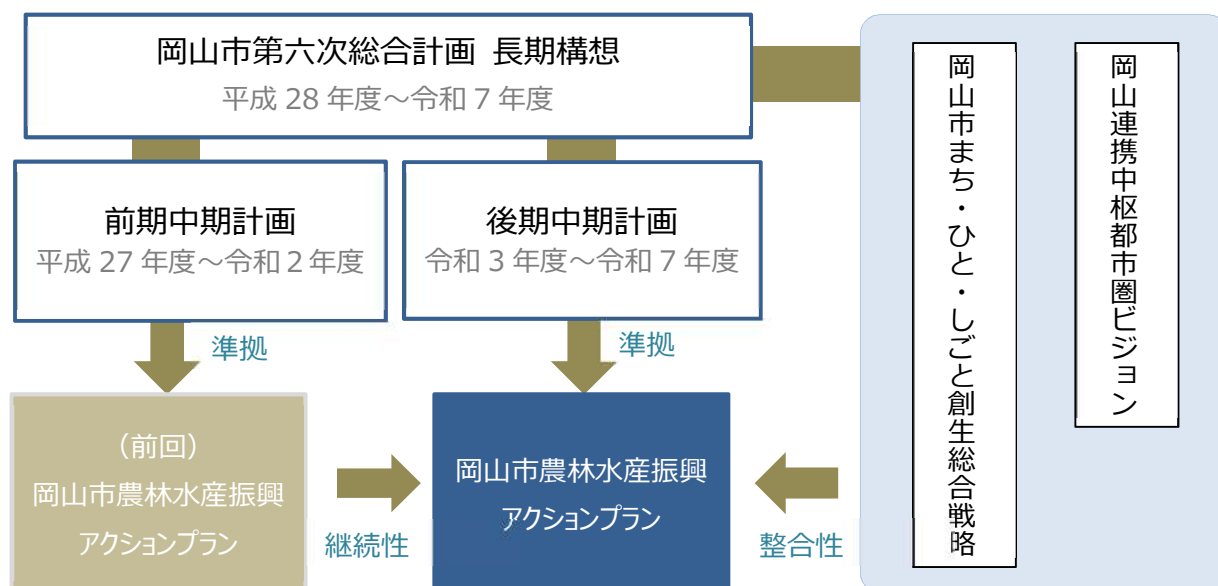 岡山市第六次総合計画 長期構想
平成 28 年度～令和 7 年度
前期中期計画
平成 27 年度～令和 2 年度
後期中期計画
令和 3 年度～令和 7 年度
準拠
準拠
（前回）
岡山市農林水産振興
アクションプラン
継続性
岡山市農林水産振興
アクションプラン
整合性
岡山市まち・ひと・しごと創生総合戦略
岡山連携中枢都市圏ビジョン